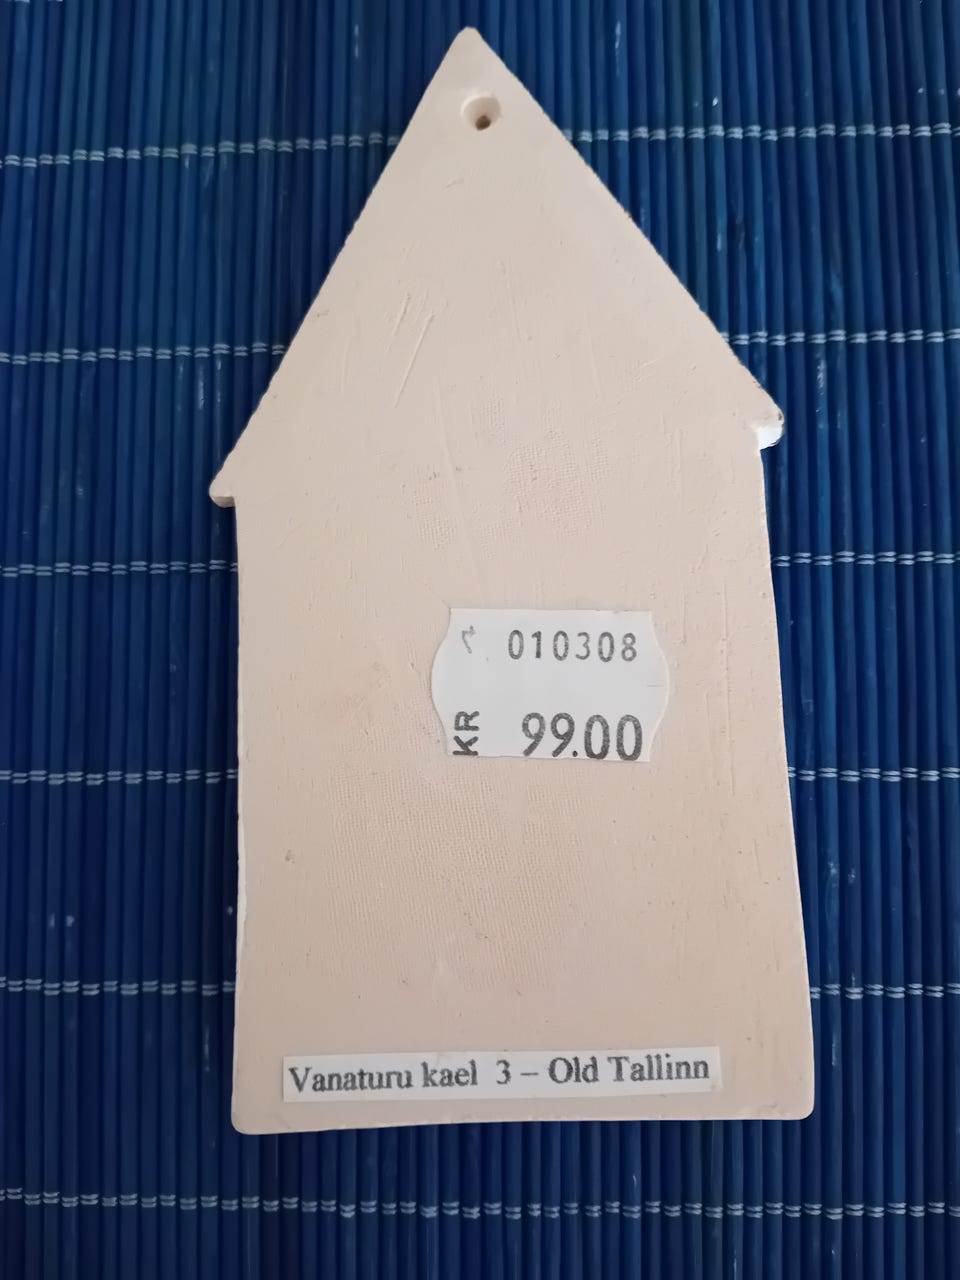 010308
KR 99.00
Vanaturu kael 3 – Old Tallinn